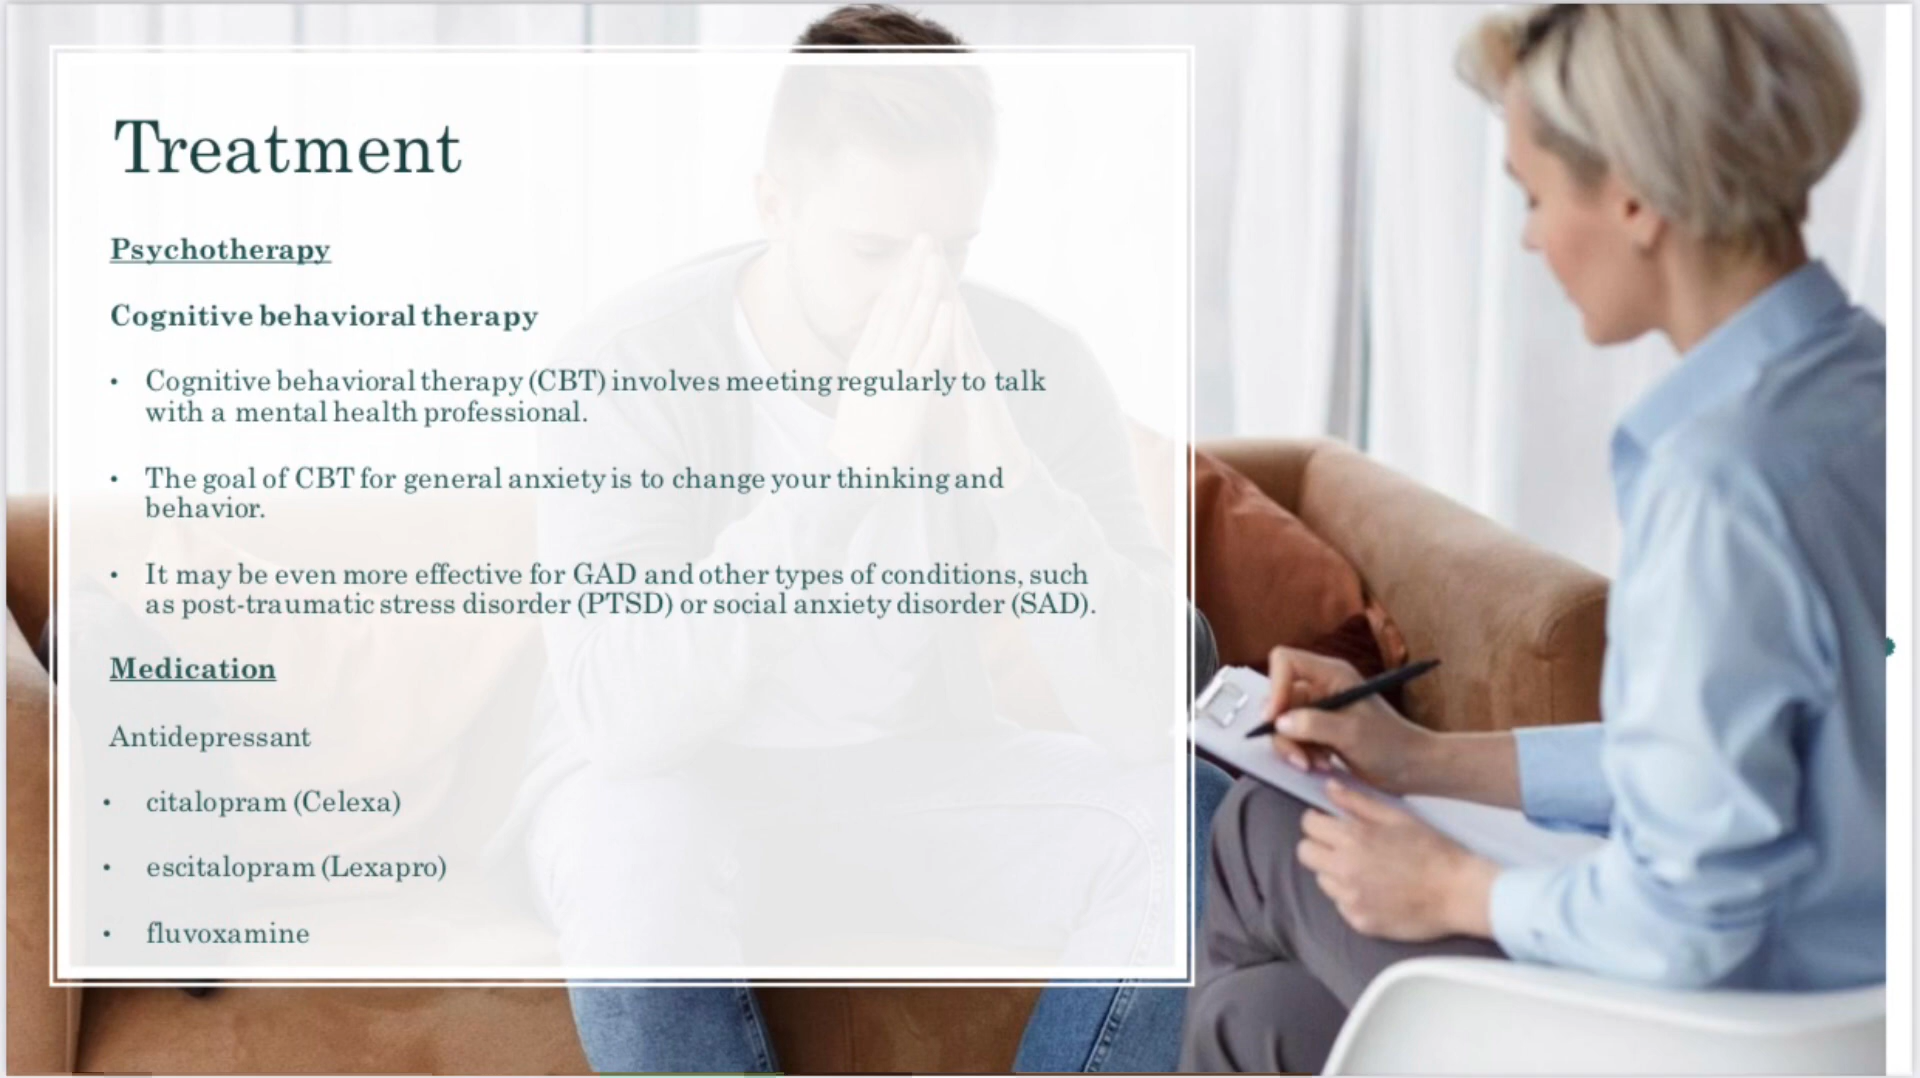 Treatment
Psychotherapy
Cognitive behavioral therapy
• Cognitive behavioral therapy (CBT) involves meeting regularly to talk
with a mental health professional.
• The goal of CBT for general anxiety is to change your thinking and
behavior.
• It may be even more effective for GAD and other types of conditions, such
as post-traumatic stress disorder (PTSD) or social anxiety disorder (SAD).
Medication
Antidepressant
• citalopram (Celexa)
• escitalopram (Lexapro)
• fluvoxamine